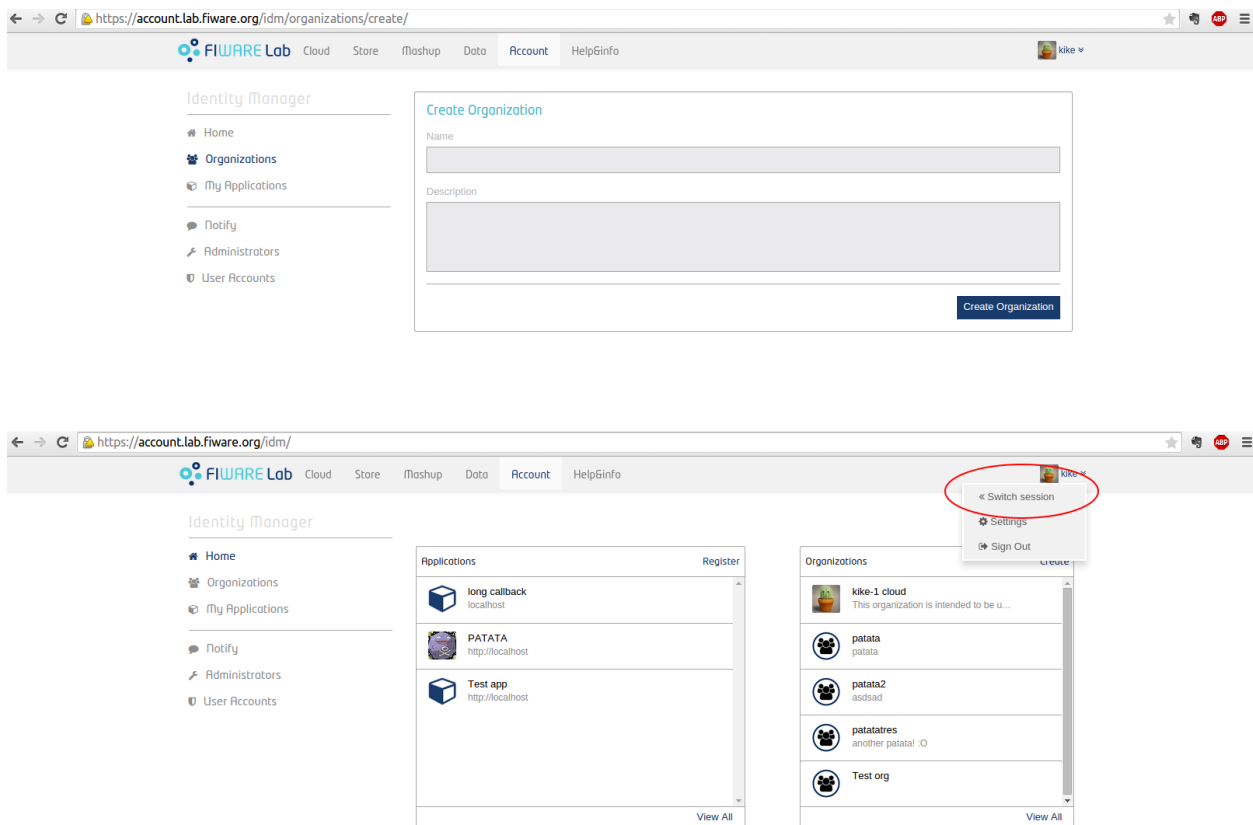 https://account.lab.fiware.org/idm/organizations/create/
ABP
FIWARE Lab Cloud Store Mashup Data Account Help&info kike
Identity Manager
Home
Organizations
My Applications
Notify
Administrators
User Accounts
Create Organization
Name
Description
Create Organization
https://account.lab.fiware.org/idm/
ABP
FIWARE Lab Cloud Store Mashup Data Account Help&info kike
« Switch session
Settings
Sign Out
Identity Manager
Home
Organizations
My Applications
Notify
Administrators
User Accounts
Applications Register
long callback
localhost
PATATA
http://localhost
Test app
http://localhost
View All
Organizations Create
kike-1 cloud
This organization is intended to be u...
patata
patata
patata2
asdsad
patatatres
another patata! :O
Test org
View All